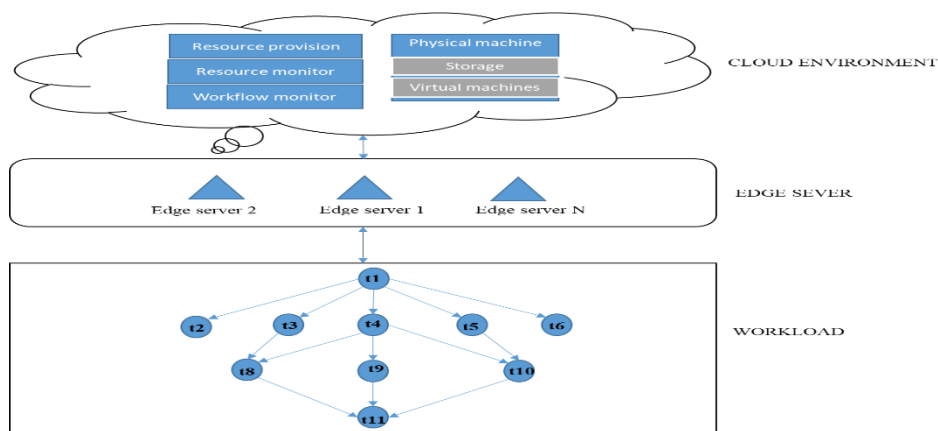 Resource provision
Resource monitor
Workflow monitor
Physical machine
Storage
Virtual machines
CLOUD ENVIRONMENT
Edge server 2
Edge server 1
Edge server N
EDGE SEVER
t1
t2
t3
t4
t5
t6
t8
t9
t10
t11
WORKLOAD